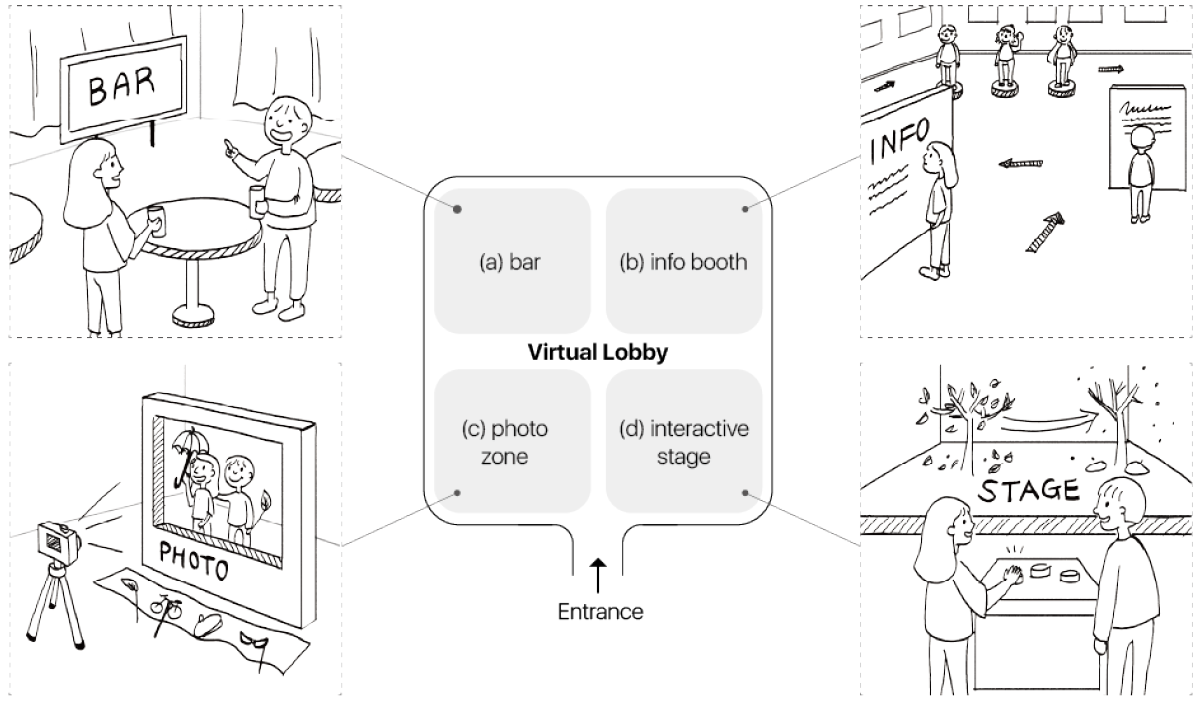 BAR
INFO
(a) bar
(b) info booth
Virtual Lobby
(c) photo
zone
(d) interactive
stage
PHOTO
STAGE
Entrance